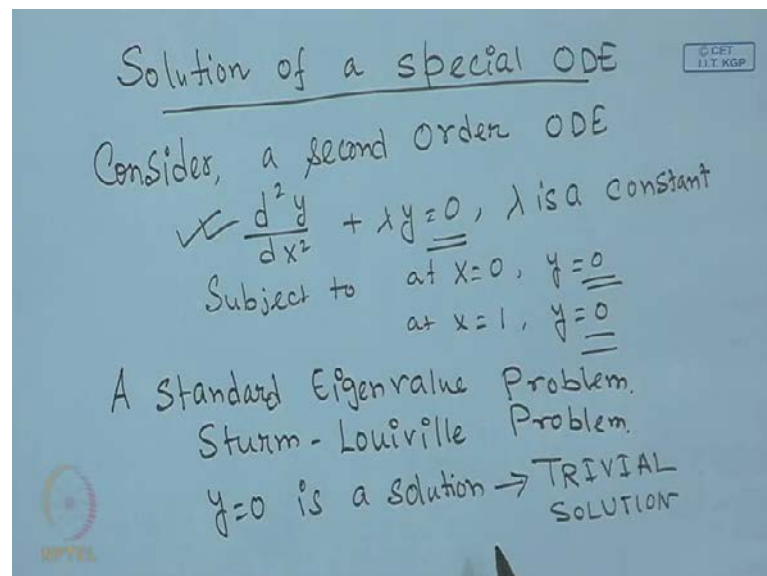 Solution of a special ODE
© CET
I.I.T. KGP
Consider, a second order ODE
d²y/dx² + λy = 0, λ is a constant
Subject to at x=0, y=0
at x=1, y=0
A Standard Eigenvalue Problem.
Sturm-Louiville Problem.
y=0 is a solution → TRIVIAL
SOLUTION
NPTEL